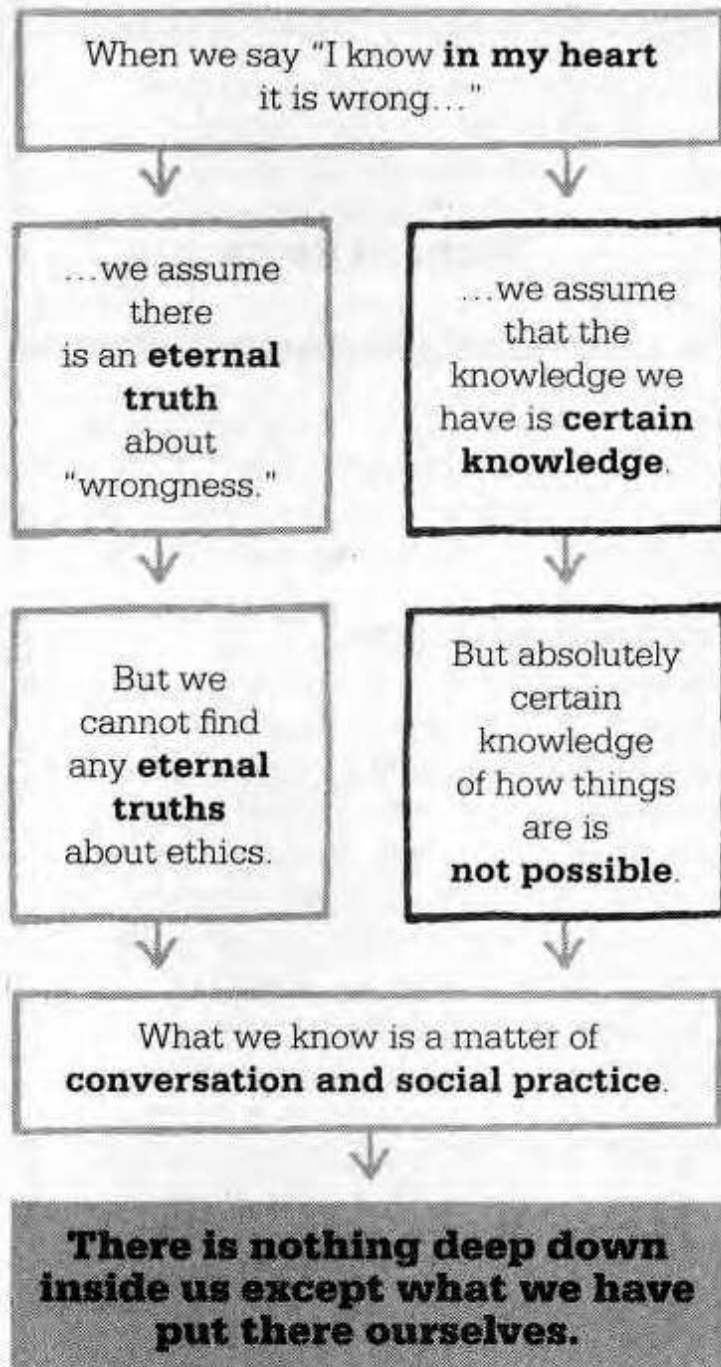 When we say “I know in my heart
it is wrong…”
…we assume
there
is an eternal
truth
about
“wrongness.”
…we assume
that the
knowledge we
have is certain
knowledge.
But we
cannot find
any eternal
truths
about ethics.
But absolutely
certain
knowledge
of how things
are is
not possible.
What we know is a matter of
conversation and social practice.
There is nothing deep down
inside us except what we have
put there ourselves.